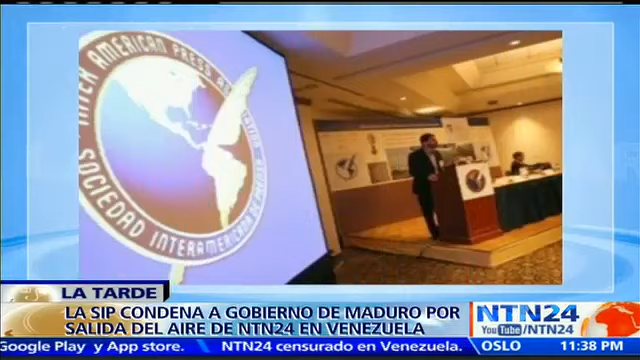 INTER AMERICAN PRESS ASSOCIATION
SOCIEDAD INTERAMERICANA DE PRENSA
LA TARDE
LA SIP CONDENA A GOBIERNO DE MADURO POR
SALIDA DEL AIRE DE NTN24 EN VENEZUELA
NTN24
YouTube/NTN24
Google Play y App store. NTN24 censurado en Venezuela.
OSLO 11:38 PM